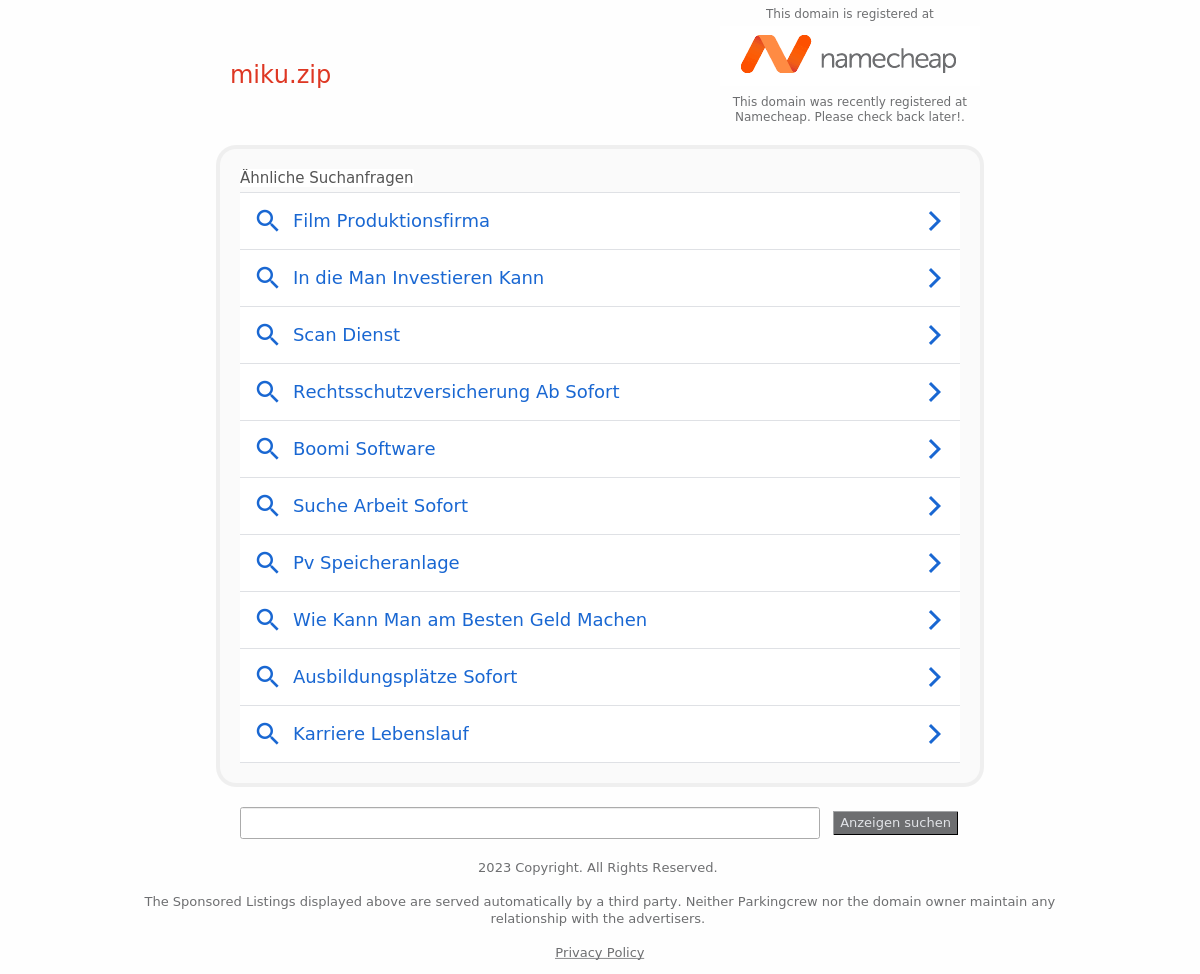 This domain is registered at
namecheap
miku.zip
This domain was recently registered at
Namecheap. Please check back later!.
Ähnliche Suchanfragen
Film Produktionsfirma
In die Man Investieren Kann
Scan Dienst
Rechtsschutzversicherung Ab Sofort
Boomi Software
Suche Arbeit Sofort
Pv Speicheranlage
Wie Kann Man am Besten Geld Machen
Ausbildungsplätze Sofort
Karriere Lebenslauf
Anzeigen suchen
2023 Copyright. All Rights Reserved.
The Sponsored Listings displayed above are served automatically by a third party. Neither Parkingcrew nor the domain owner maintain any
relationship with the advertisers.
Privacy Policy